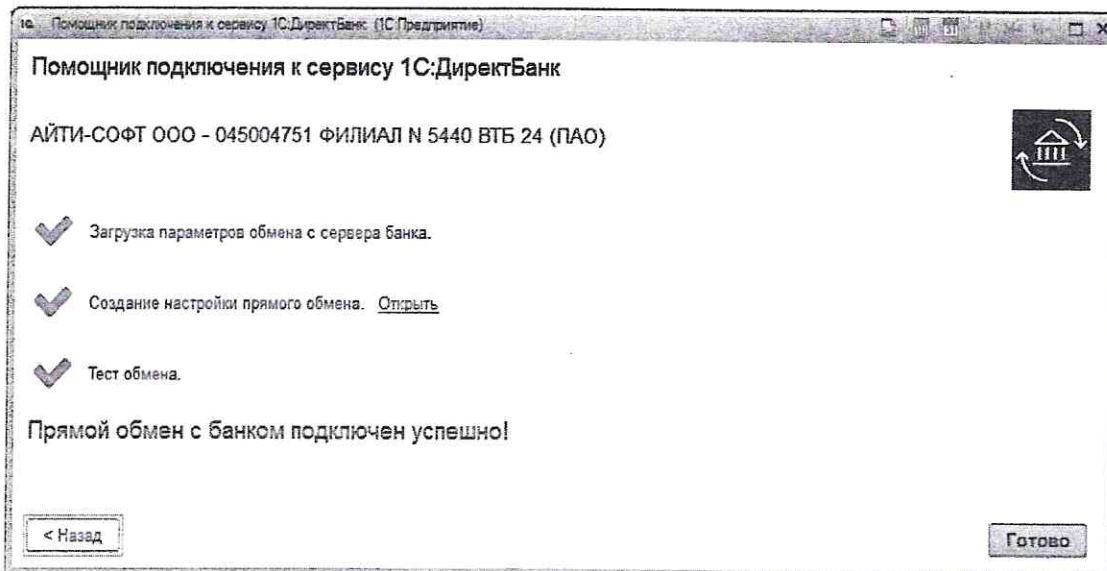 Помощник подключения к сервису 1С:ДиректБанк (1С:Предприятие)
Помощник подключения к сервису 1С:ДиректБанк
АЙТИ-СОФТ ООО - 045004751 ФИЛИАЛ N 5440 ВТБ 24 (ПАО)
Загрузка параметров обмена с сервера банка.
Создание настройки прямого обмена. Открыть
Тест обмена.
Прямой обмен с банком подключен успешно!
< Назад
Готово